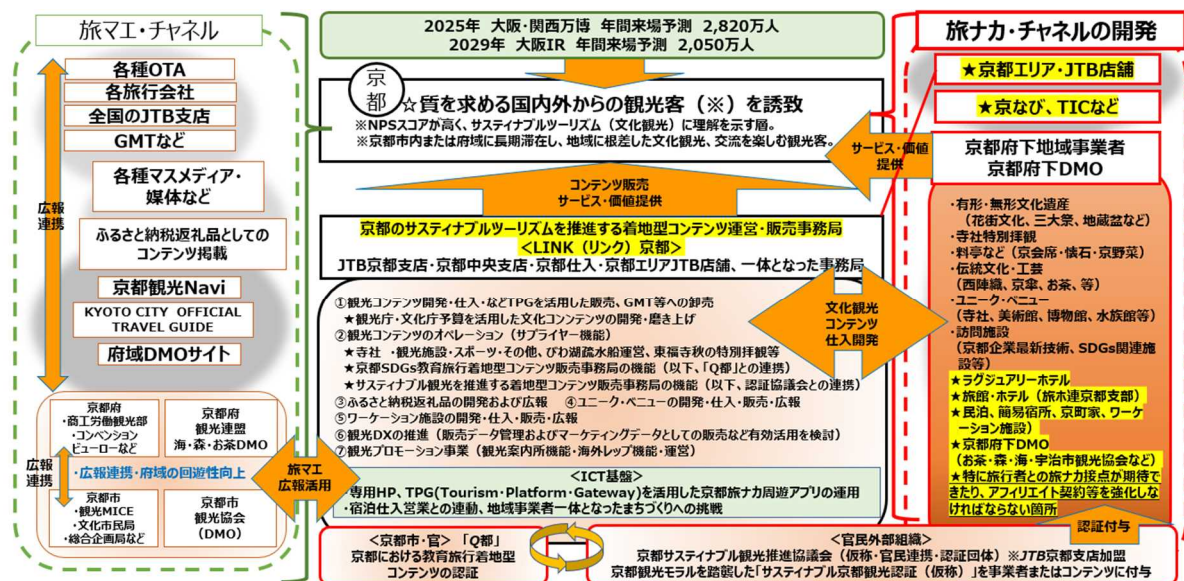 旅マエ・チャネル
各種OTA
各旅行会社
全国のJTB支店
GMTなど
広報
連携
各種マスメディア・
媒体など
ふるさと納税返礼品としての
コンテンツ掲載
京都観光Navi
KYOTO CITY OFFICIAL
TRAVEL GUIDE
府域DMOサイト
京都府
・商工労働観光部
・コンベンション
ビューローなど
京都府
観光連盟
海・森・お茶DMO
広報
連携
・広報連携・府域の回遊性向上
京都市
・観光MICE
・文化市民局
・総合企画局など
京都市
観光協会
(DMO)
旅マエ
広報活用
2025年 大阪・関西万博 年間来場予測 2,820万人
2029年 大阪IR 年間来場予測 2,050万人
京
都
☆質を求める国内外からの観光客(※)を誘致
※NPSスコアが高く、サスティナブルツーリズム(文化観光)に理解を示す層。
※京都市内または府域に長期滞在し、地域に根差した文化観光、交流を楽しむ観光客。
コンテンツ販売
サービス・価値提供
京都のサスティナブルツーリズムを推進する着地型コンテンツ運営・販売事務局
<LINK(リンク)京都>
JTB京都支店・京都中央支店・京都仕入・京都エリアJTB店舗、一体となった事務局
①観光コンテンツ開発・仕入・などTPGを活用した販売、GMT等への卸売
★観光庁・文化庁予算を活用した文化コンンテンツの開発・磨き上げ
②観光コンテンツのオペレーション(サプライヤー機能)
★寺社 ・観光施設・スポーツ・その他、びわ湖疏水船運営、東福寺秋の特別拝観等
★京都SDGs教育旅行着地型コンテンツ販売事務局の機能(以下、「Q都」との連携)
★サスティナブル観光を推進する着地型コンテンツ販売事務局の機能(以下、認証協議会との連携)
③ふるさと納税返礼品の開発および広報 ④ユニーク・ベニューの開発・仕入・販売・広報
⑤ワーケーション施設の開発・仕入・販売・広報
⑥観光DXの推進(販売データ管理およびマーケティングデータとしての販売など有効活用を検討)
⑦観光プロモーション事業(観光案内所機能・海外レップ機能・運営)
<ICT基盤>
・専用HP、TPG(Tourism・Platform・Gateway)を活用した京都旅ナカ周遊アプリの運用
・宿泊仕入営業との連動、地域事業者一体となったまちづくりへの挑戦
<京都市・官> 「Q都」
京都における教育旅行着地型
コンテンツの認証
<官民外部組織>
京都サスティナブル観光推進協議会(仮称・官民連携・認証団体) ※JTB京都支店加盟
京都観光モラルを踏襲した「サスティナブル京都観光認証(仮称)」を事業者またはコンテンツに付与
旅ナカ・チャネルの開発
★京都エリア・JTB店舗
★京なび、TICなど
サービス・価値
提供
京都府下地域事業者
京都府下DMO
文化観光
コンテンツ
仕入開発
・有形・無形文化遺産
(花街文化、三大祭、地蔵盆など)
・寺社特別拝観
・料亭など(京会席・懐石・京野菜)
・伝統文化・工芸
(西陣織、京傘、お茶、等)
・ユニーク・ベニュー
(寺社、美術館、博物館、水族館等)
・訪問施設
(京都企業最新技術、SDGs関連施
設等)
★ラグジュアリーホテル
★旅館・ホテル(旅ホ連京都支部)
★民泊、簡易宿所、京町家、ワーケ
ーション施設)
★京都府下DMO
(お茶・森・海・宇治市観光協会など)
★特に旅行者との旅ナカ接点が期待で
きたり、アフィリエイト契約等を強化しな
ければならない箇所
認証付与